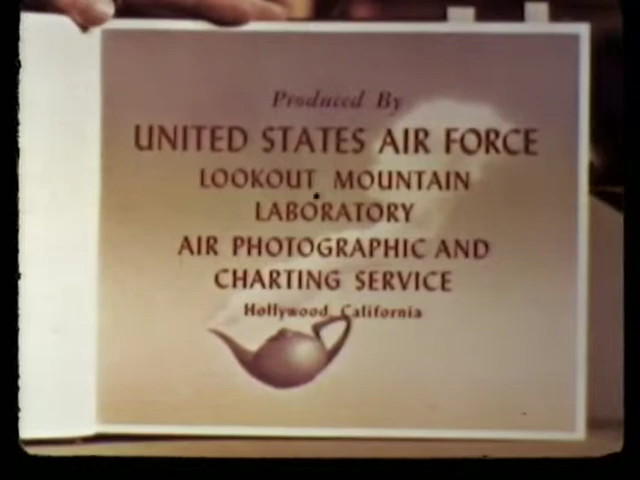 Produced By
UNITED STATES AIR FORCE
LOOKOUT MOUNTAIN
LABORATORY
AIR PHOTOGRAPHIC AND
CHARTING SERVICE
Hollywood, California